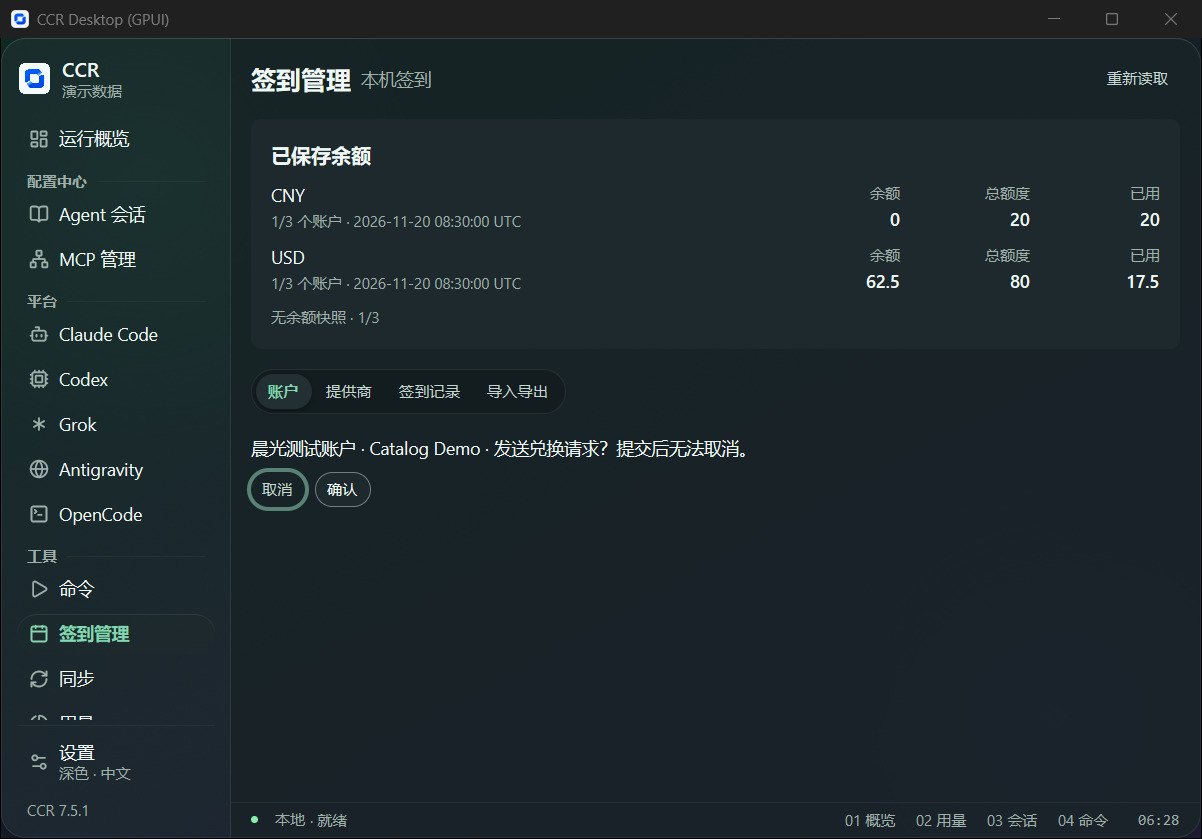 CCR Desktop (GPUI)
CCR
演示数据
运行概览
配置中心
Agent 会话
MCP 管理
平台
Claude Code
Codex
Grok
Antigravity
OpenCode
工具
命令
签到管理
同步
设置
深色 · 中文
CCR 7.5.1
签到管理 本机签到
重新读取
已保存余额
CNY
1/3 个账户 · 2026-11-20 08:30:00 UTC
余额 总额度 已用
0 20 20
USD
1/3 个账户 · 2026-11-20 08:30:00 UTC
余额 总额度 已用
62.5 80 17.5
无余额快照 · 1/3
账户 提供商 签到记录 导入导出
晨光测试账户 · Catalog Demo · 发送兑换请求？提交后无法取消。
取消 确认
本地 · 就绪
01 概览 02 用量 03 会话 04 命令 06:28